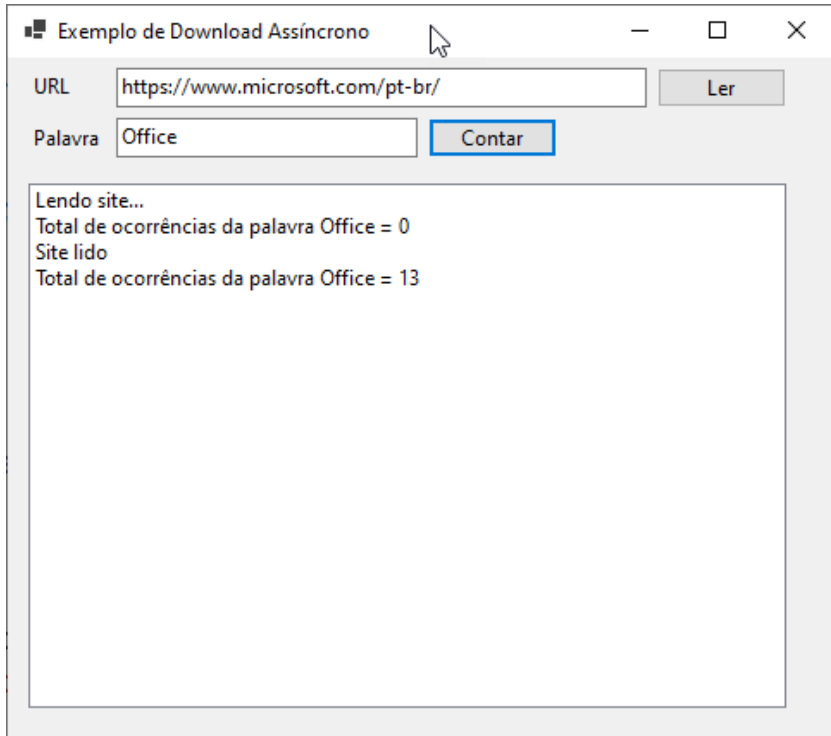 Exemplo de Download Assíncrono
URL https://www.microsoft.com/pt-br/ Ler
Palavra Office Contar
Lendo site...
Total de ocorrências da palavra Office = 0
Site lido
Total de ocorrências da palavra Office = 13